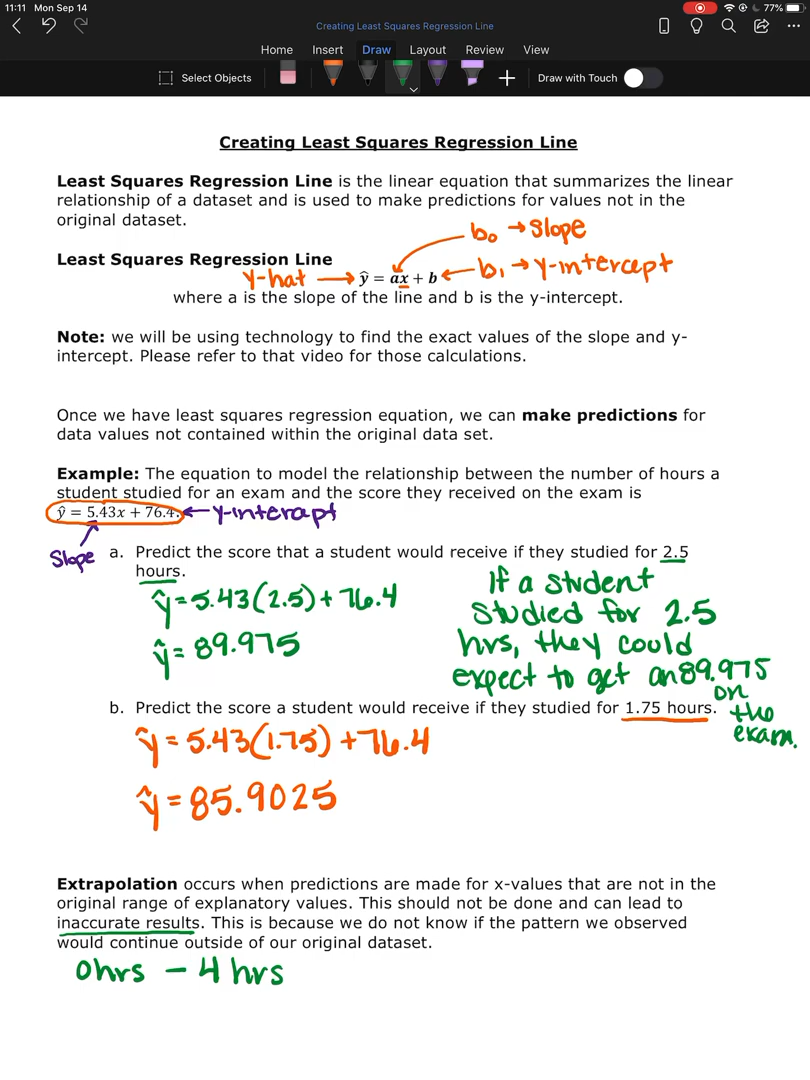 11:11 Mon Sep 14
77%
Creating Least Squares Regression Line
Home Insert Draw Layout Review View
Select Objects
Draw with Touch
Creating Least Squares Regression Line
Least Squares Regression Line is the linear equation that summarizes the linear
relationship of a dataset and is used to make predictions for values not in the
original dataset.
b₀ → slope
Least Squares Regression Line
y-hat → ŷ = ax + b ← b₁ → y-intercept
where a is the slope of the line and b is the y-intercept.
Note: we will be using technology to find the exact values of the slope and y-
intercept. Please refer to that video for those calculations.
Once we have least squares regression equation, we can make predictions for
data values not contained within the original data set.
Example: The equation to model the relationship between the number of hours a
student studied for an exam and the score they received on the exam is
ŷ = 5.43x + 76.4. ← y-intercept
Slope
a. Predict the score that a student would receive if they studied for 2.5
hours.
ŷ = 5.43(2.5) + 76.4
ŷ = 89.975
If a student
studied for 2.5
hrs, they could
expect to get an 89.975
on
the
exam.
b. Predict the score a student would receive if they studied for 1.75 hours.
ŷ = 5.43(1.75) + 76.4
ŷ = 85.9025
Extrapolation occurs when predictions are made for x-values that are not in the
original range of explanatory values. This should not be done and can lead to
inaccurate results. This is because we do not know if the pattern we observed
would continue outside of our original dataset.
0hrs – 4 hrs